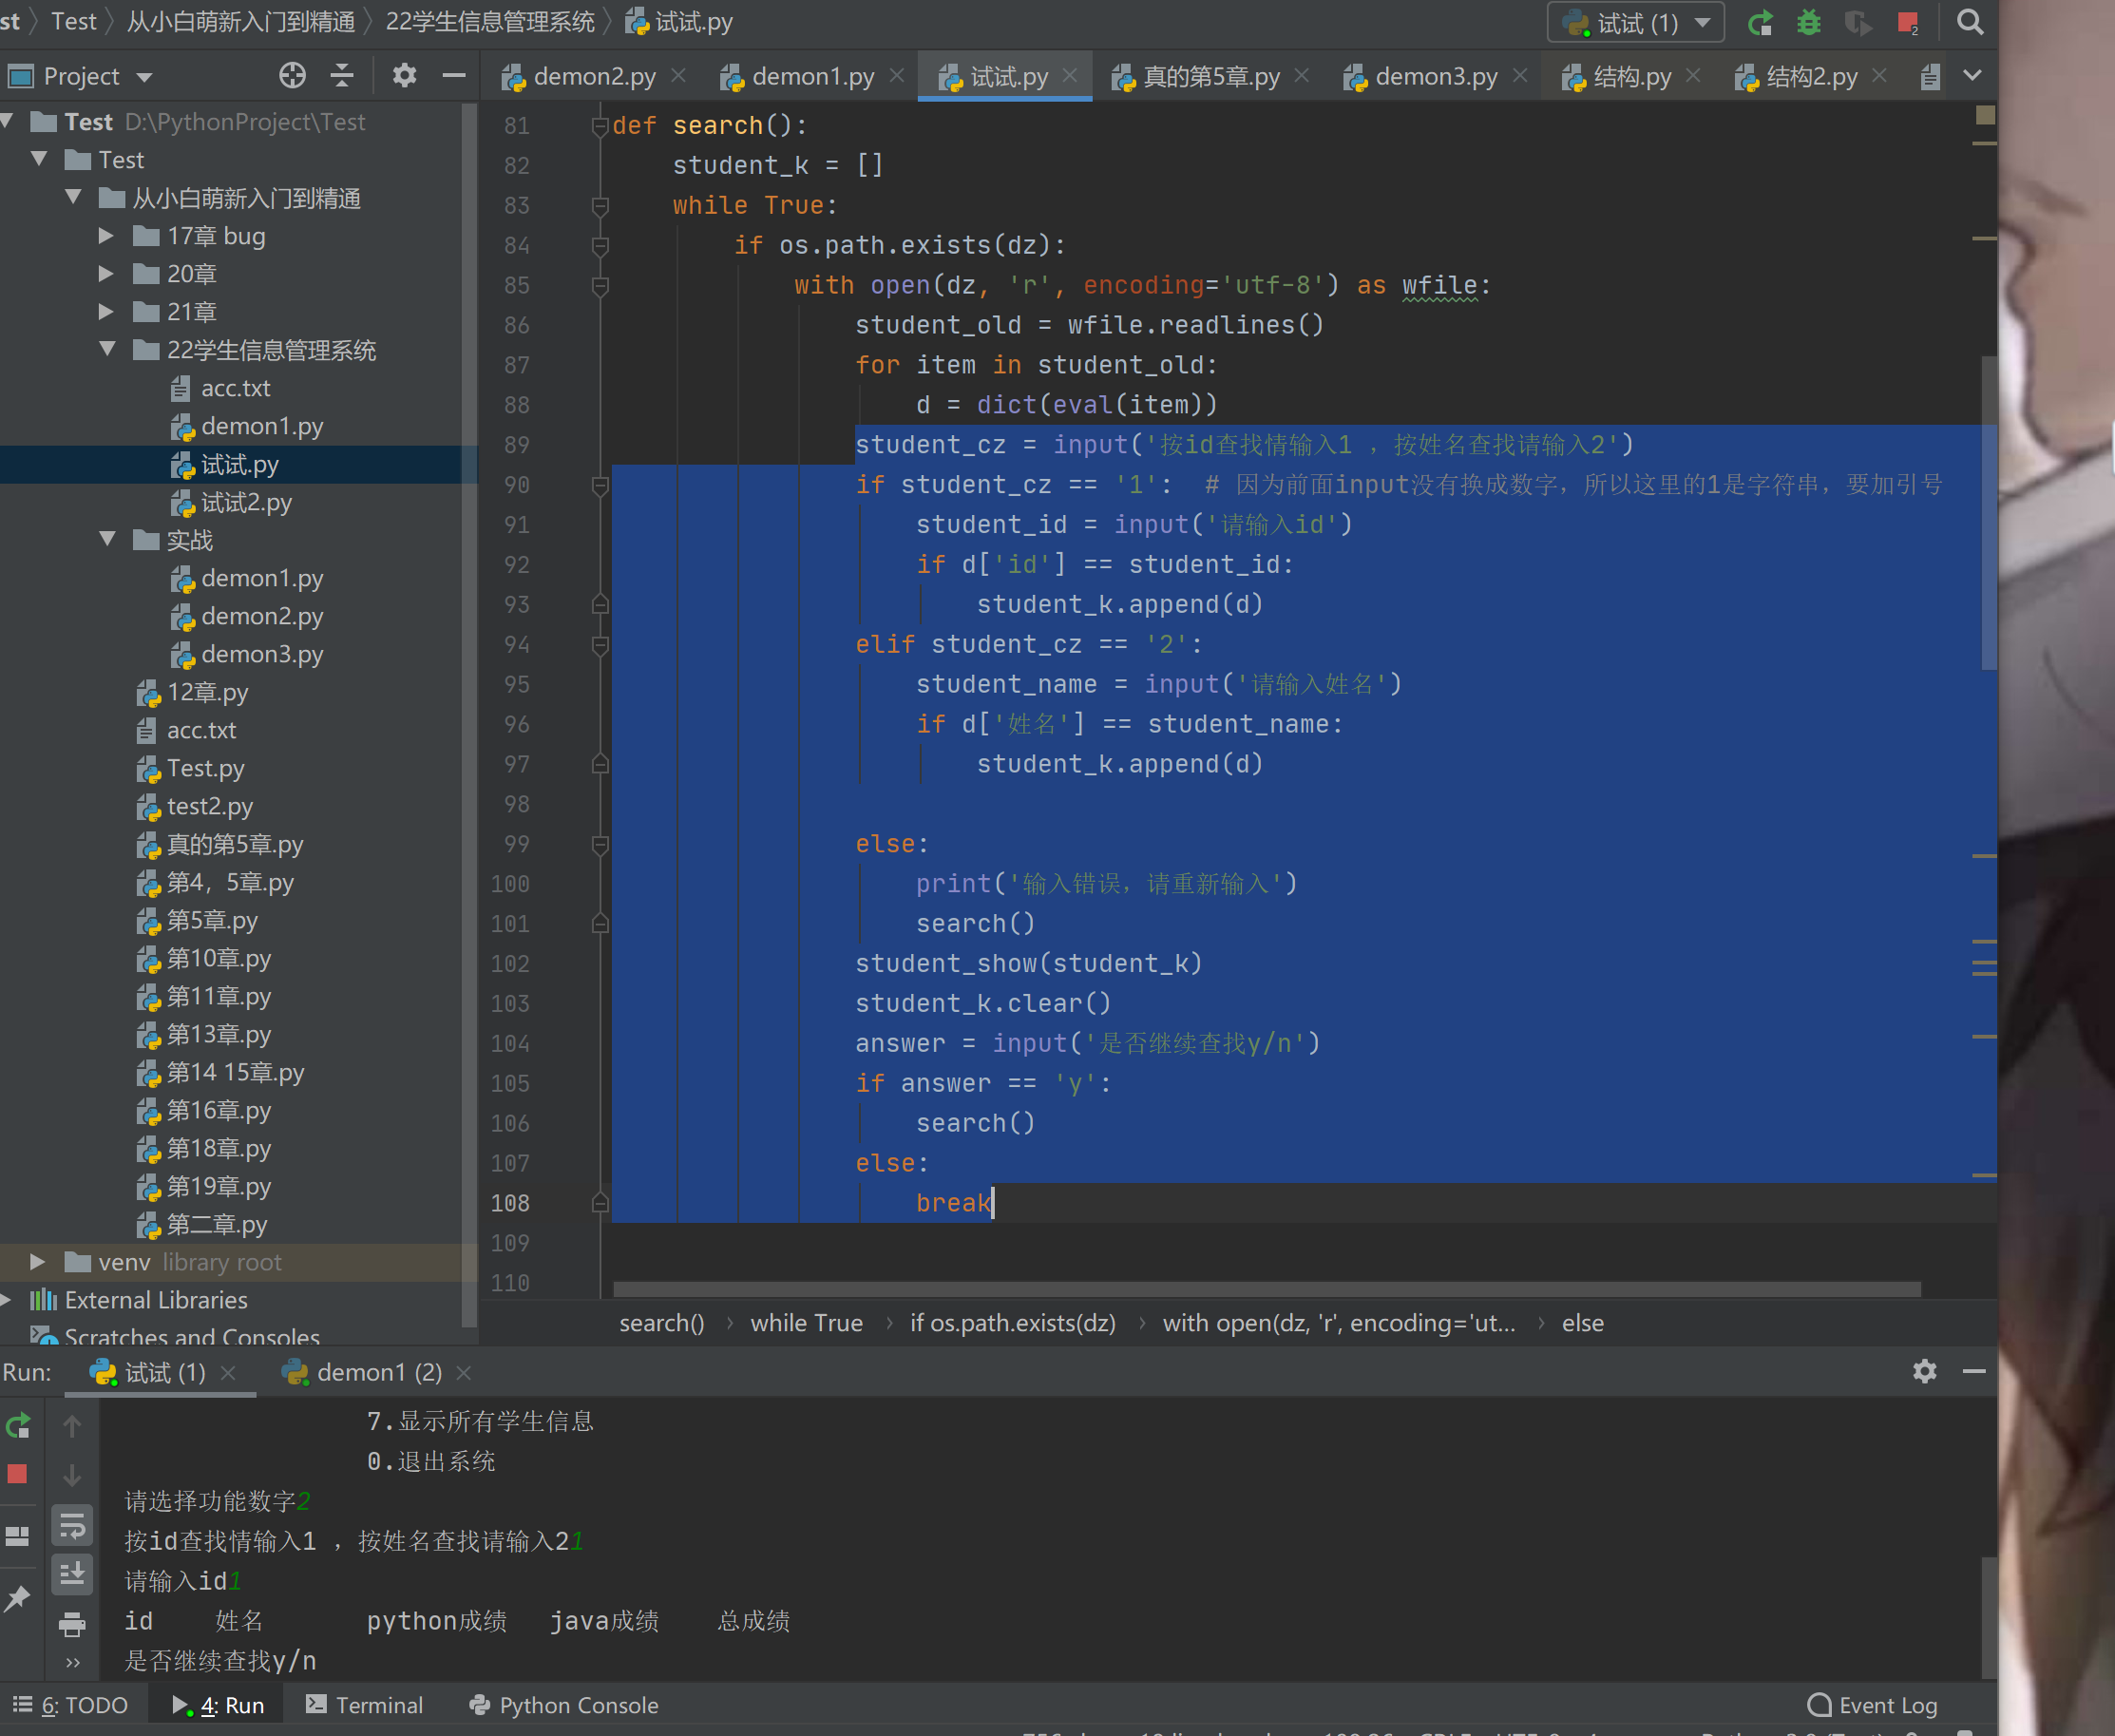 st 〉 Test 〉 从小白萌新入门到精通 〉 22学生信息管理系统 〉 试试.py
试试 (1)
2
Project
demon2.py
demon1.py
试试.py
真的第5章.py
demon3.py
结构.py
结构2.py
Test D:\PythonProject\Test
Test
从小白萌新入门到精通
17章 bug
20章
21章
22学生信息管理系统
acc.txt
demon1.py
试试.py
试试2.py
实战
demon1.py
demon2.py
demon3.py
12章.py
acc.txt
Test.py
test2.py
真的第5章.py
第4，5章.py
第5章.py
第10章.py
第11章.py
第13章.py
第14 15章.py
第16章.py
第18章.py
第19章.py
第二章.py
venv library root
External Libraries
Scratches and Consoles
81 def search():
82 student_k = []
83 while True:
84 if os.path.exists(dz):
85 with open(dz, 'r', encoding='utf-8') as wfile:
86 student_old = wfile.readlines()
87 for item in student_old:
88 d = dict(eval(item))
89 student_cz = input('按id查找情输入1 ，按姓名查找请输入2')
90 if student_cz == '1': # 因为前面input没有换成数字，所以这里的1是字符串，要加引号
91 student_id = input('请输入id')
92 if d['id'] == student_id:
93 student_k.append(d)
94 elif student_cz == '2':
95 student_name = input('请输入姓名')
96 if d['姓名'] == student_name:
97 student_k.append(d)
98
99 else:
100 print('输入错误，请重新输入')
101 search()
102 student_show(student_k)
103 student_k.clear()
104 answer = input('是否继续查找y/n')
105 if answer == 'y':
106 search()
107 else:
108 break
109
110
search() › while True › if os.path.exists(dz) › with open(dz, 'r', encoding='ut... › else
Run: 试试 (1) demon1 (2)
7.显示所有学生信息
0.退出系统
请选择功能数字2
按id查找情输入1 ，按姓名查找请输入21
请输入id1
id 姓名 python成绩 java成绩 总成绩
是否继续查找y/n
6: TODO
4: Run
Terminal
Python Console
Event Log